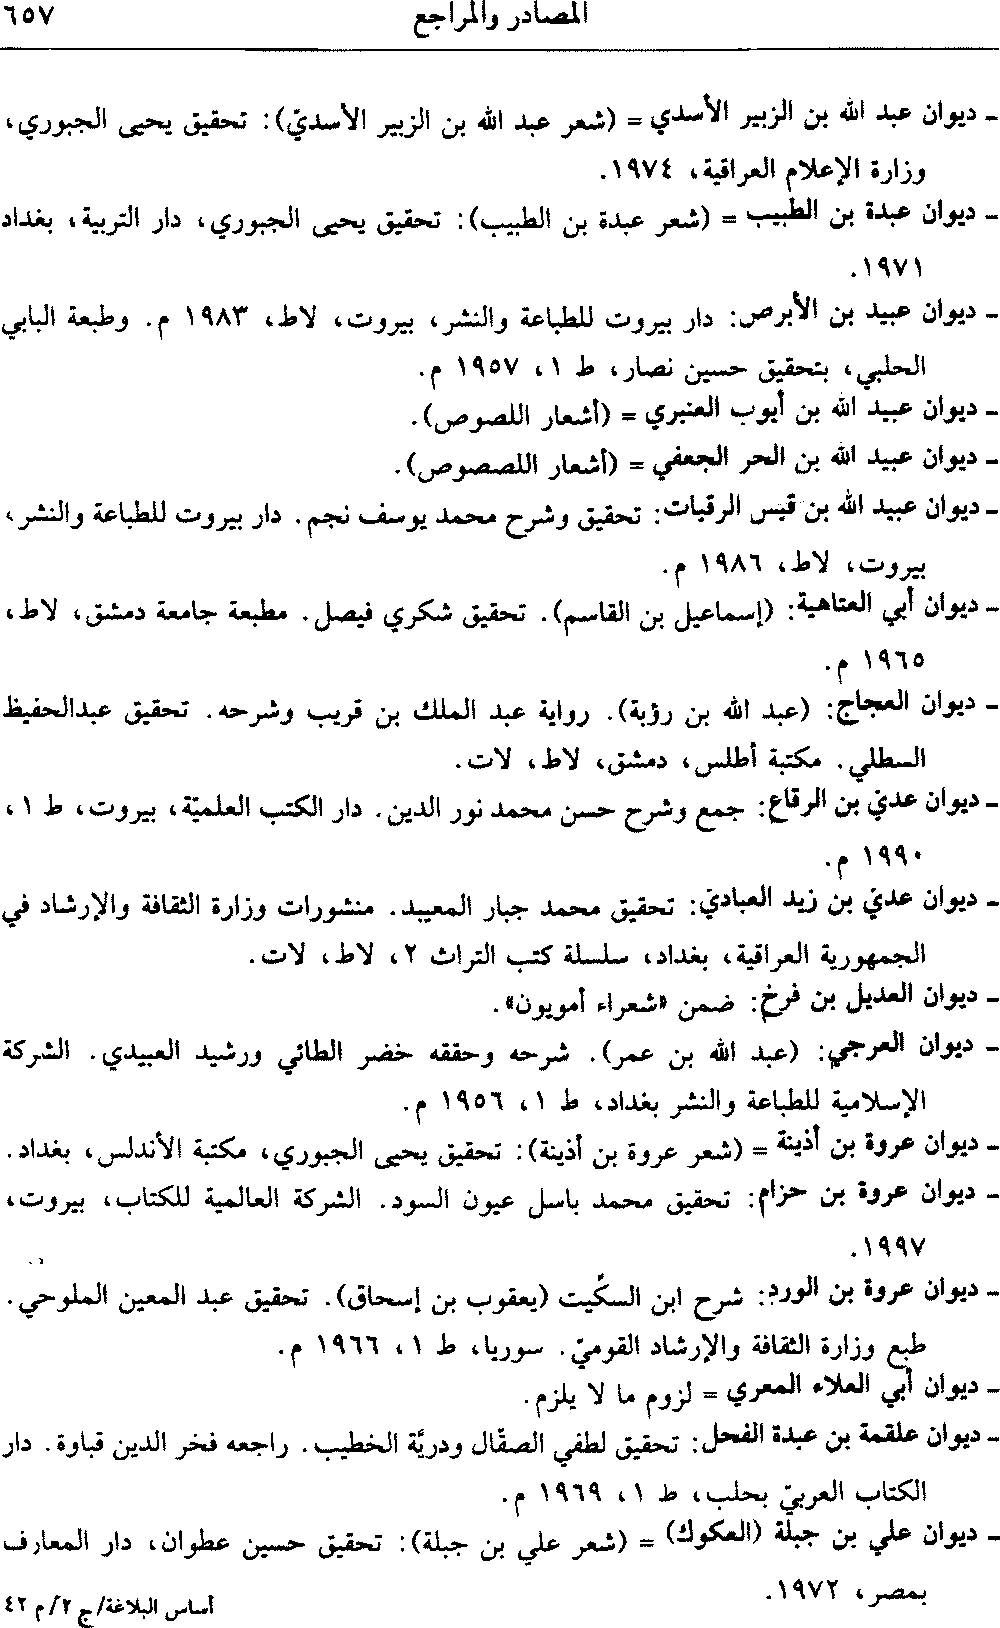 المصادر والمراجع ٦٥٧
- ديوان عبد الله بن الزبير الأسدي = (شعر عبد الله بن الزبير الأسديّ): تحقيق يحيى الجبوري،
وزارة الإعلام العراقية، ١٩٧٤.
- ديوان عبدة بن الطبيب = (شعر عبدة بن الطبيب): تحقيق يحيى الجبوري، دار التربية، بغداد
١٩٧١.
- ديوان عبيد بن الأبرص: دار بيروت للطباعة والنشر، بيروت، لاط، ١٩٨٣ م. وطبعة البابي
الحلبي، بتحقيق حسين نصار، ط ١، ١٩٥٧ م.
- ديوان عبيد الله بن أيوب العنبري = (أشعار اللصوص).
- ديوان عبيد الله بن الحر الجعفي = (أشعار اللصصوص).
- ديوان عبيد الله بن قيس الرقيات: تحقيق وشرح محمد يوسف نجم. دار بيروت للطباعة والنشر،
بيروت، لاط، ١٩٨٦ م.
- ديوان أبي العتاهية: (إسماعيل بن القاسم). تحقيق شكري فيصل. مطبعة جامعة دمشق، لاط،
١٩٦٥ م.
- ديوان العجاج: (عبد الله بن رؤبة). رواية عبد الملك بن قريب وشرحه. تحقيق عبدالحفيظ
السطلي. مكتبة أطلس، دمشق، لاط، لات.
- ديوان عديّ بن الرقاع: جمع وشرح حسن محمد نور الدين. دار الكتب العلميّة، بيروت، ط ١،
١٩٩٠ م.
- ديوان عديّ بن زيد العباديّ: تحقيق محمد جبار المعيبد. منشورات وزارة الثقافة والإرشاد في
الجمهورية العراقية، بغداد، سلسلة كتب التراث ٢، لاط، لات.
- ديوان العديل بن فرخ: ضمن «شعراء أمويون».
- ديوان العرجي: (عبد الله بن عمر). شرحه وحققه خضر الطائي ورشيد العبيدي. الشركة
الإسلامية للطباعة والنشر بغداد، ط ١، ١٩٥٦ م.
- ديوان عروة بن أذينة = (شعر عروة بن أذينة): تحقيق يحيى الجبوري، مكتبة الأندلس، بغداد.
- ديوان عروة بن حزام: تحقيق محمد باسل عيون السود. الشركة العالمية للكتاب، بيروت،
١٩٩٧.
- ديوان عروة بن الورد: شرح ابن السكّيت (يعقوب بن إسحاق). تحقيق عبد المعين الملوحي.
طبع وزارة الثقافة والإرشاد القوميّ. سوريا، ط ١، ١٩٦٦ م.
- ديوان أبي العلاء المعري = لزوم ما لا يلزم.
- ديوان علقمة بن عبدة الفحل: تحقيق لطفي الصقّال ودريّة الخطيب. راجعه فخر الدين قباوة. دار
الكتاب العربيّ بحلب، ط ١، ١٩٦٩ م.
- ديوان علي بن جبلة (العكوك) = (شعر علي بن جبلة): تحقيق حسين عطوان، دار المعارف
بمصر، ١٩٧٢.
أساس البلاغة/ج ٢/م ٤٢